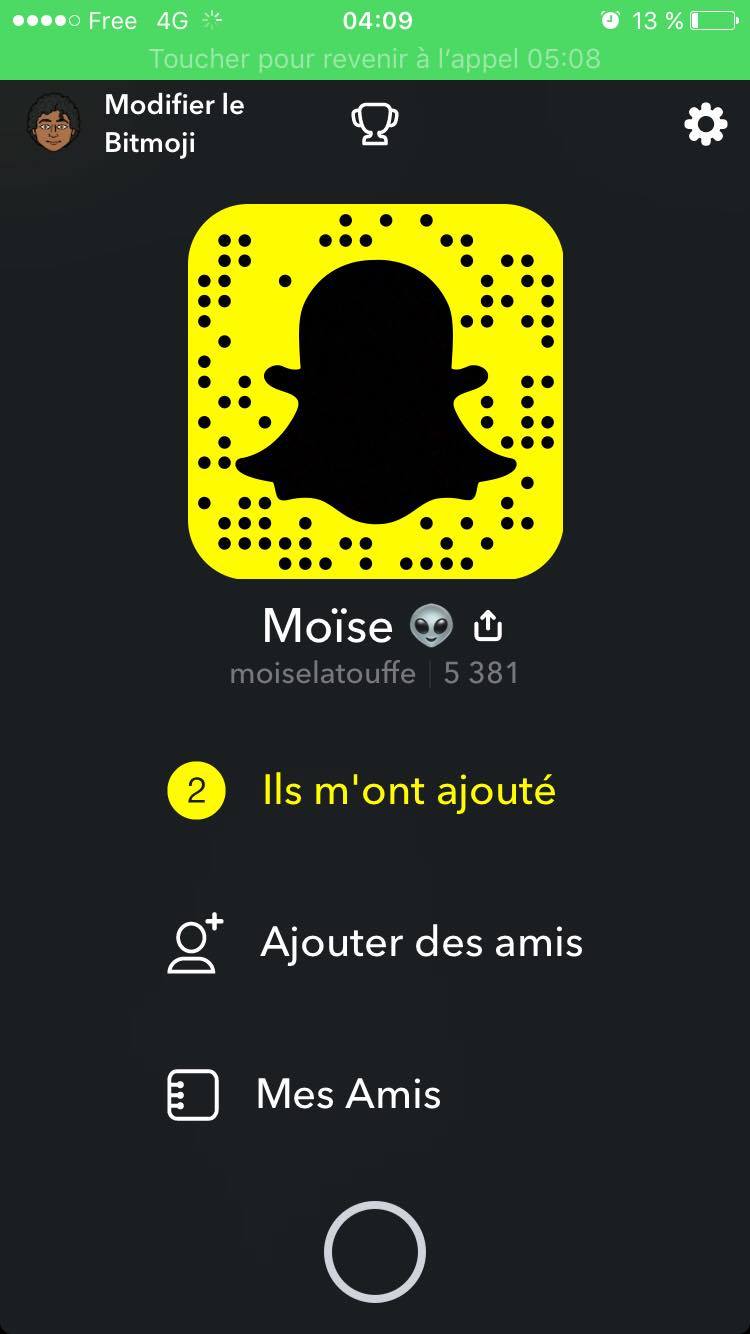 Free 4G 04:09 13 %
Toucher pour revenir à l’appel 05:08
Modifier le
Bitmoji
Moïse 👽
moiselatouffe | 5 381
2 Ils m'ont ajouté
Ajouter des amis
Mes Amis